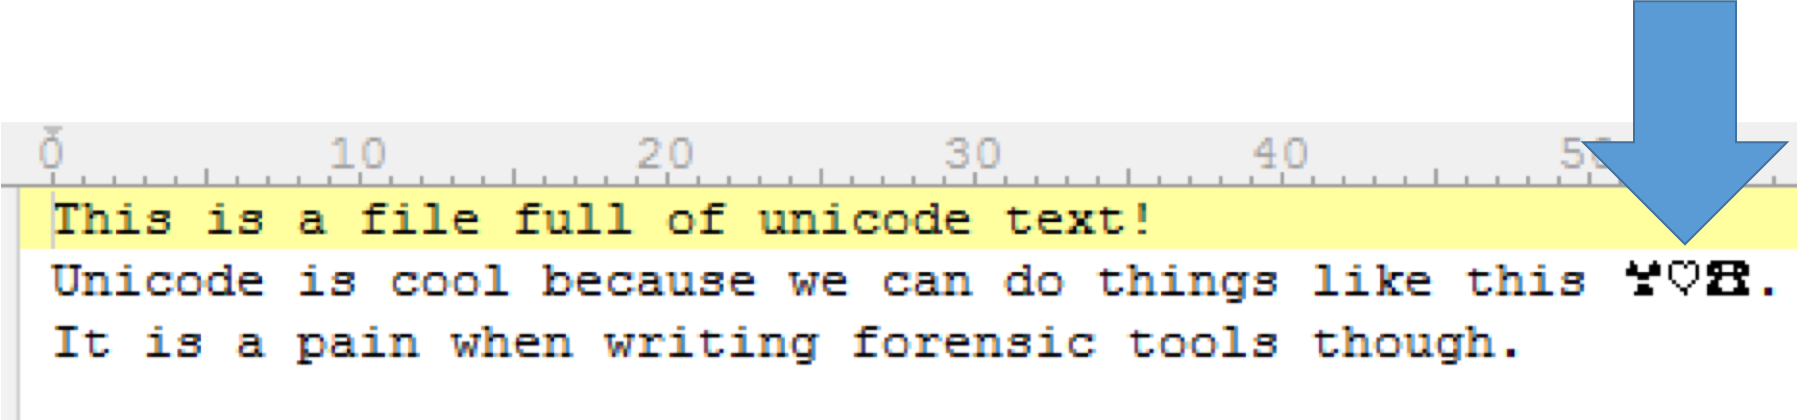 0 10 20 30 40 50
This is a file full of unicode text!
Unicode is cool because we can do things like this ♡☎.
It is a pain when writing forensic tools though.